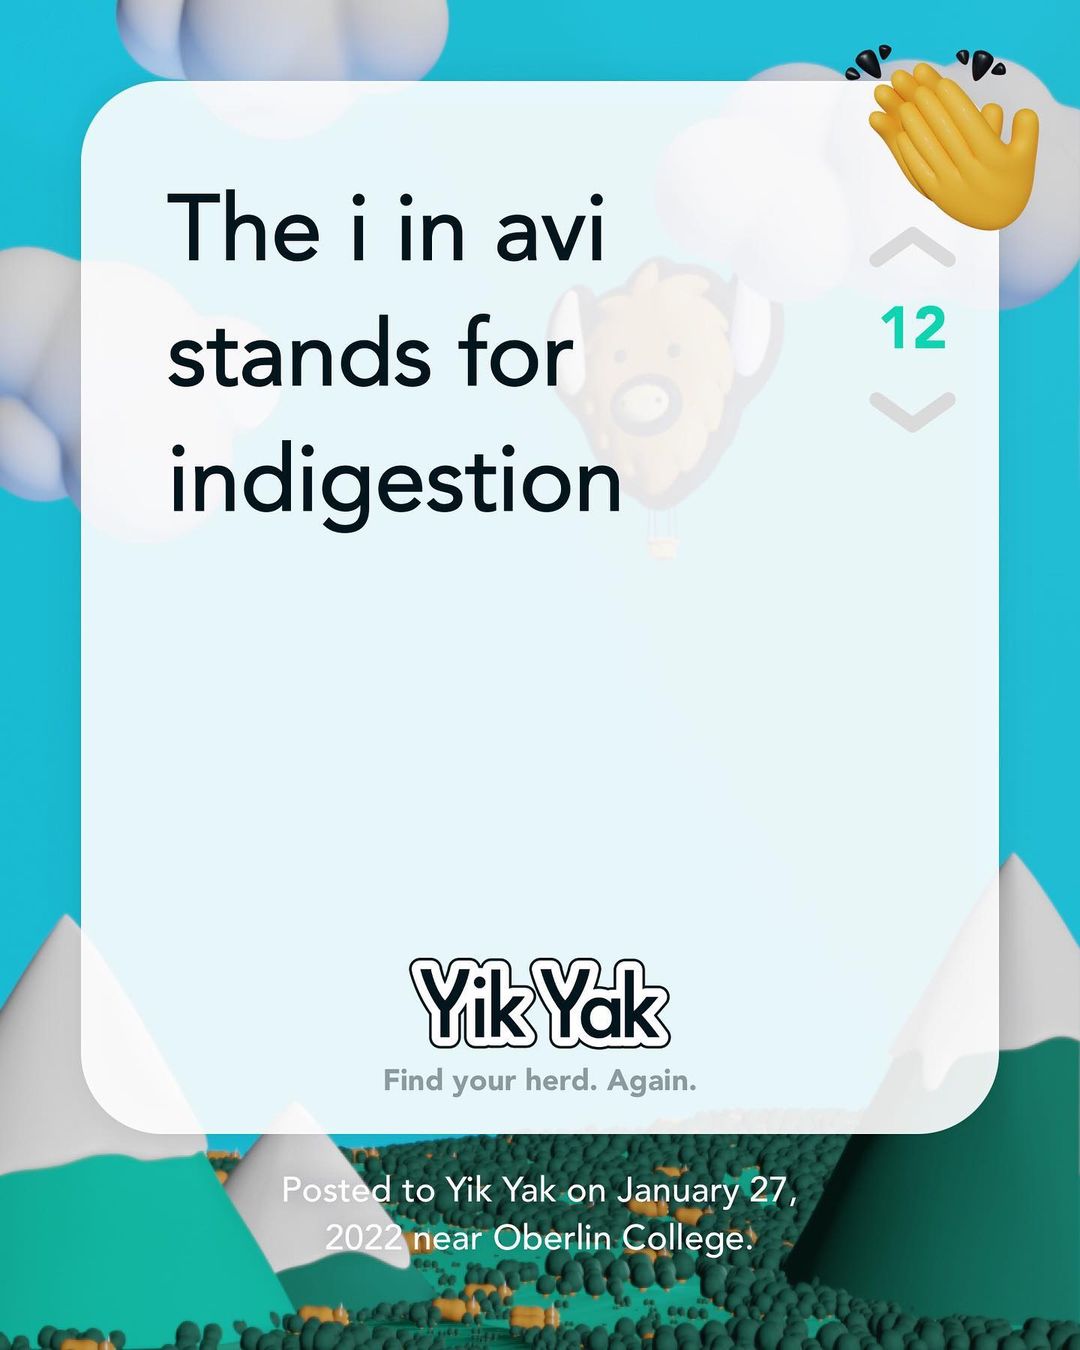 The i in avi
stands for
indigestion
12
Yik Yak
Find your herd. Again.
Posted to Yik Yak on January 27,
2022 near Oberlin College.